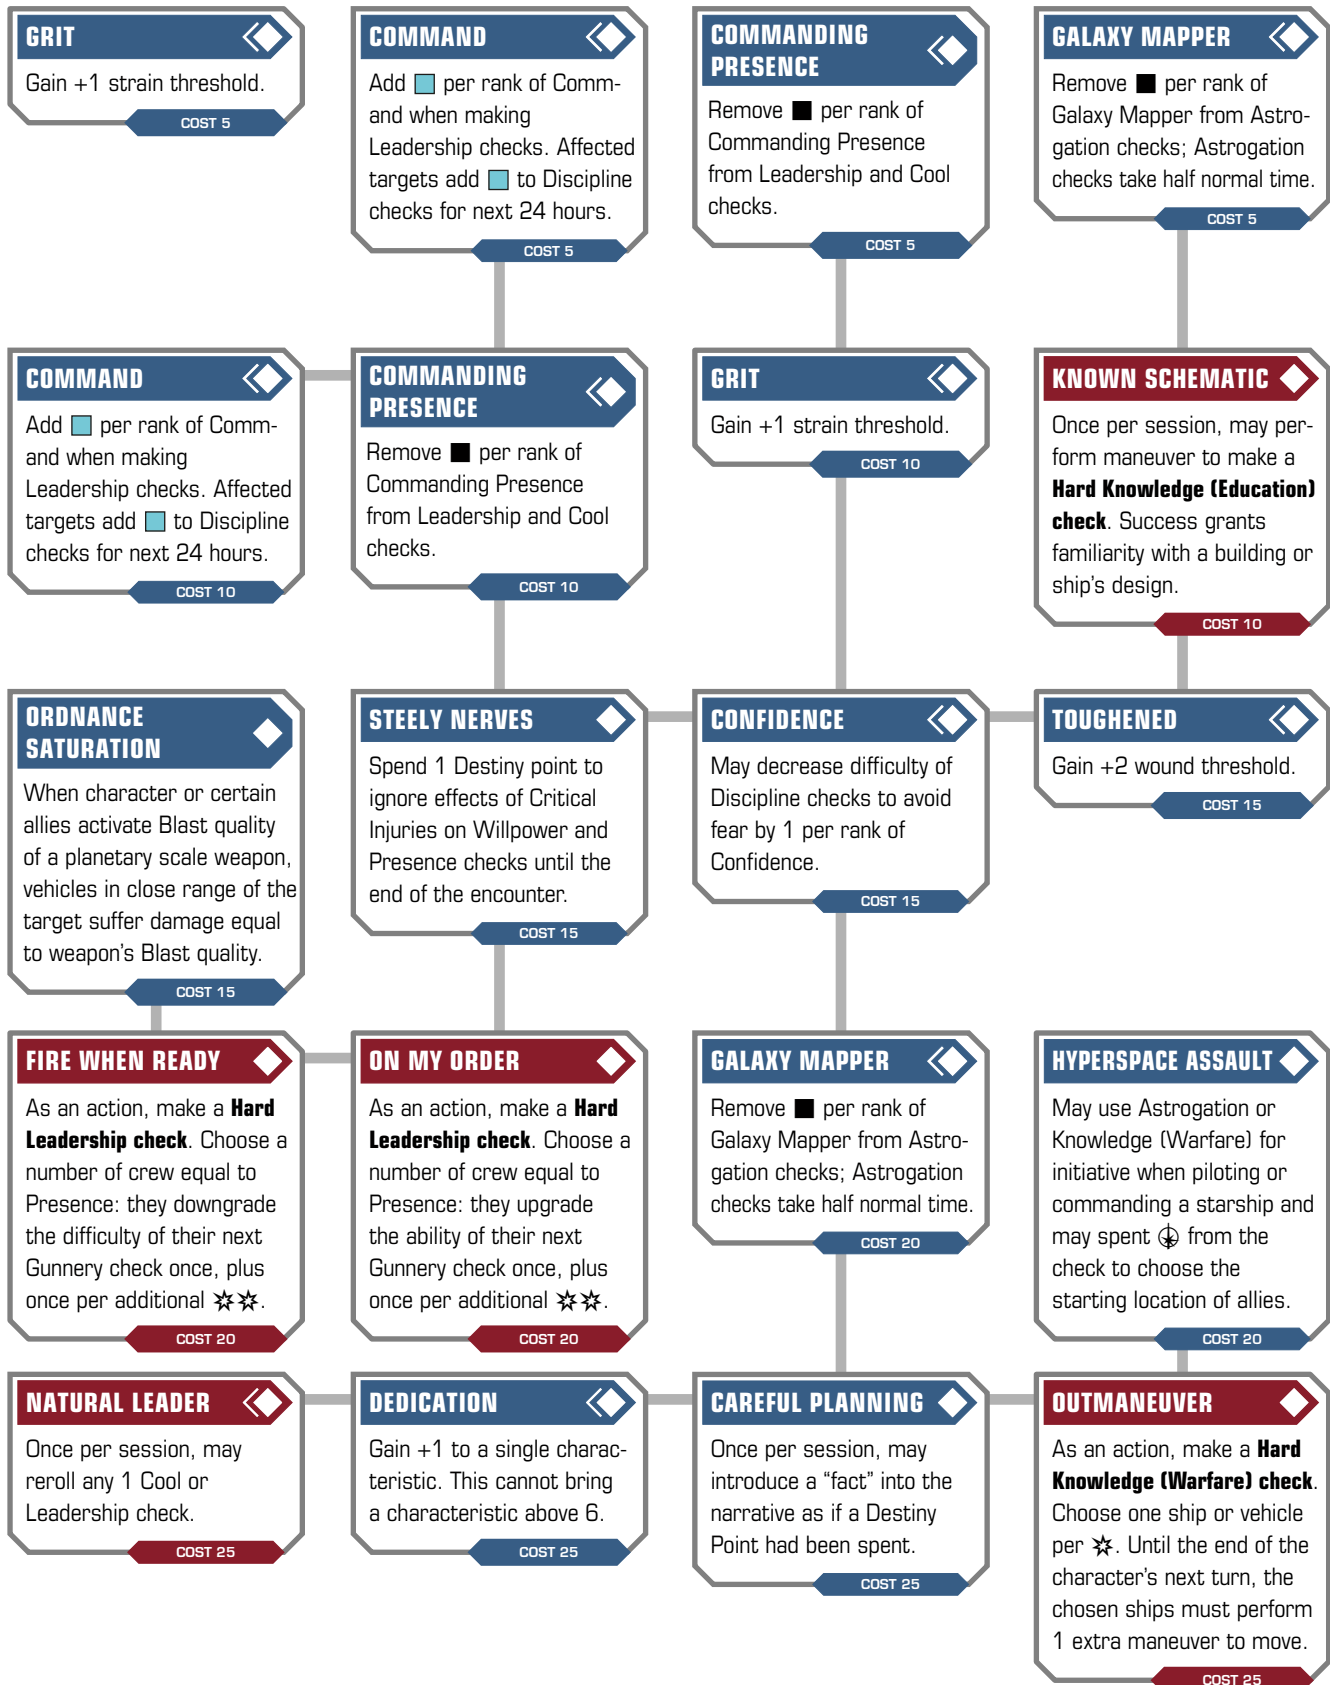 GRIT
Gain +1 strain threshold.
COST 5
COMMAND
Add per rank of Comm-
and when making
Leadership checks. Affected
targets add to Discipline
checks for next 24 hours.
COST 5
COMMANDING
PRESENCE
Remove per rank of
Commanding Presence
from Leadership and Cool
checks.
COST 5
GALAXY MAPPER
Remove per rank of
Galaxy Mapper from Astro-
gation checks; Astrogation
checks take half normal time.
COST 5
COMMAND
Add per rank of Comm-
and when making
Leadership checks. Affected
targets add to Discipline
checks for next 24 hours.
COST 10
COMMANDING
PRESENCE
Remove per rank of
Commanding Presence
from Leadership and Cool
checks.
COST 10
GRIT
Gain +1 strain threshold.
COST 10
KNOWN SCHEMATIC
Once per session, may per-
form maneuver to make a
Hard Knowledge (Education)
check. Success grants
familiarity with a building or
ship's design.
COST 10
ORDNANCE
SATURATION
When character or certain
allies activate Blast quality
of a planetary scale weapon,
vehicles in close range of the
target suffer damage equal
to weapon's Blast quality.
COST 15
STEELY NERVES
Spend 1 Destiny point to
ignore effects of Critical
Injuries on Willpower and
Presence checks until the
end of the encounter.
COST 15
CONFIDENCE
May decrease difficulty of
Discipline checks to avoid
fear by 1 per rank of
Confidence.
COST 15
TOUGHENED
Gain +2 wound threshold.
COST 15
FIRE WHEN READY
As an action, make a Hard
Leadership check. Choose a
number of crew equal to
Presence: they downgrade
the difficulty of their next
Gunnery check once, plus
once per additional .
COST 20
ON MY ORDER
As an action, make a Hard
Leadership check. Choose a
number of crew equal to
Presence: they upgrade
the ability of their next
Gunnery check once, plus
once per additional .
COST 20
GALAXY MAPPER
Remove per rank of
Galaxy Mapper from Astro-
gation checks; Astrogation
checks take half normal time.
COST 20
HYPERSPACE ASSAULT
May use Astrogation or
Knowledge (Warfare) for
initiative when piloting or
commanding a starship and
may spent from the
check to choose the
starting location of allies.
COST 20
NATURAL LEADER
Once per session, may
reroll any 1 Cool or
Leadership check.
COST 25
DEDICATION
Gain +1 to a single charac-
teristic. This cannot bring
a characteristic above 6.
COST 25
CAREFUL PLANNING
Once per session, may
introduce a “fact” into the
narrative as if a Destiny
Point had been spent.
COST 25
OUTMANEUVER
As an action, make a Hard
Knowledge (Warfare) check.
Choose one ship or vehicle
per . Until the end of the
character's next turn, the
chosen ships must perform
1 extra maneuver to move.
COST 25